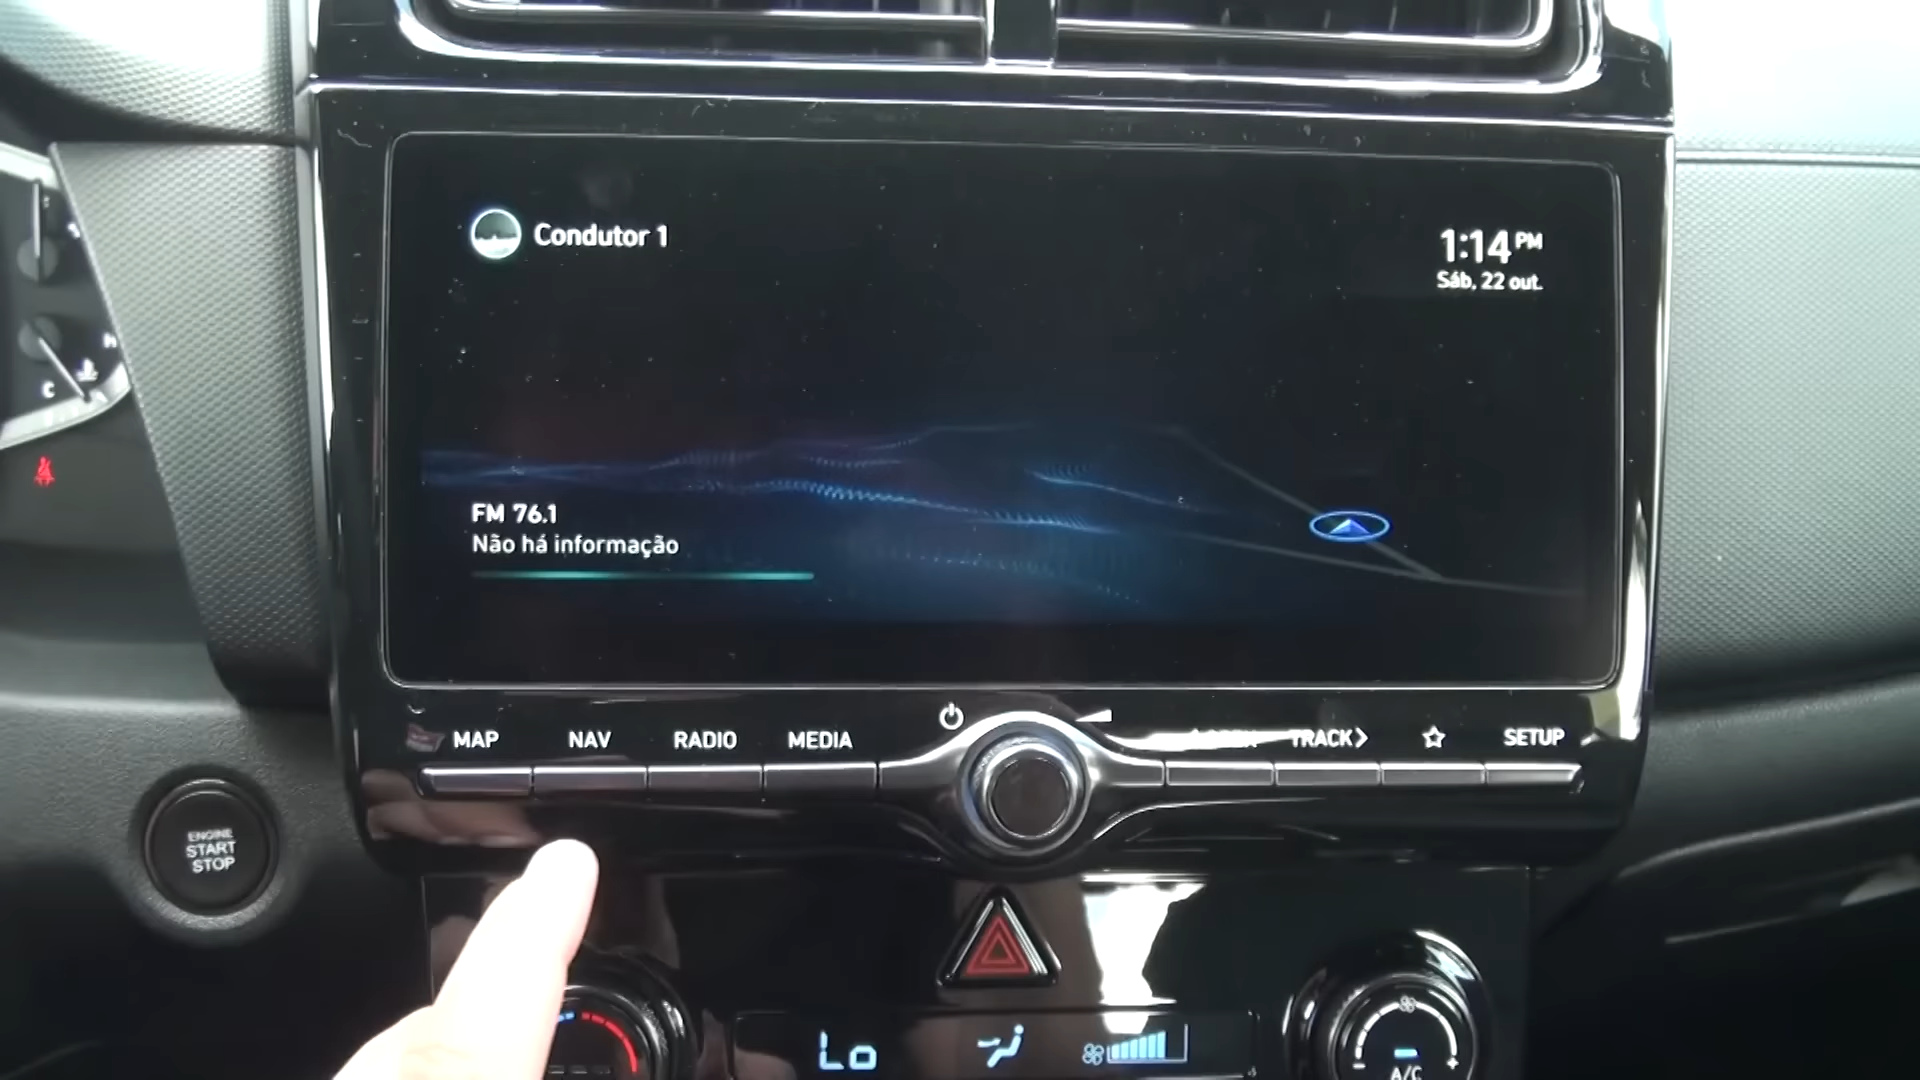 Condutor 1
1:14 PM
Sáb, 22 out.
FM 76.1
Não há informação
MAP
NAV
RADIO
MEDIA
TRACK>
☆
SETUP
ENGINE
START
STOP
C
H
Lo
A/C